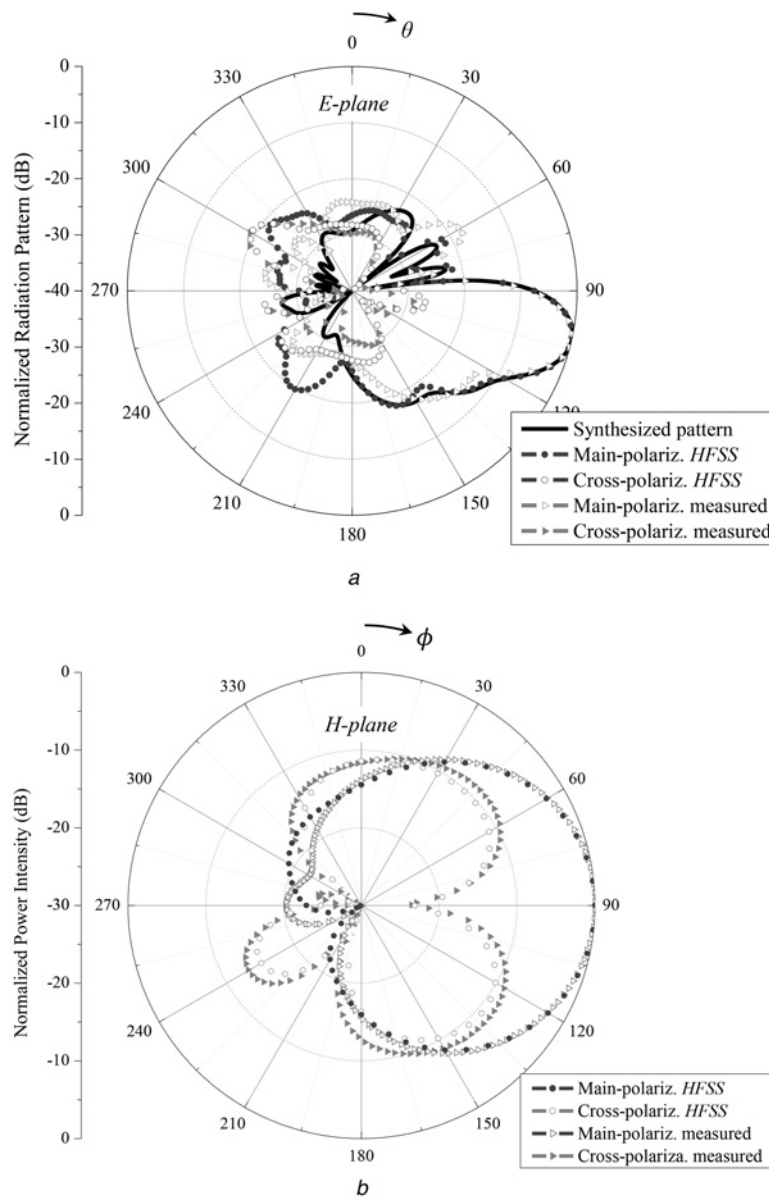 θ
0
30
60
90
120
150
180
210
240
270
300
330
E-plane
Normalized Radiation Pattern (dB)
-0
-10
-20
-30
-40
-30
-20
-10
0
Synthesized pattern
Main-polariz. HFSS
Cross-polariz. HFSS
Main-polariz. measured
Cross-polariz. measured
a
ϕ
0
30
60
90
120
150
180
210
240
270
300
330
H-plane
Normalized Power Intensity (dB)
0
-10
-20
-30
-20
-10
0
Main-polariz. HFSS
Cross-polariz. HFSS
Main-polariz. measured
Cross-polariza. measured
b